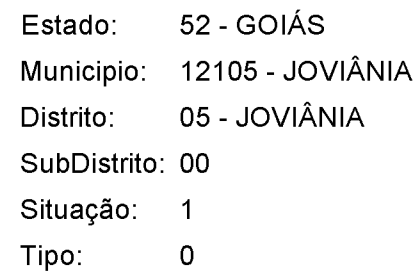 Estado: 52 - GOIÁS
Municipio: 12105 - JOVIÂNIA
Distrito: 05 - JOVIÂNIA
SubDistrito: 00
Situação: 1
Tipo: 0